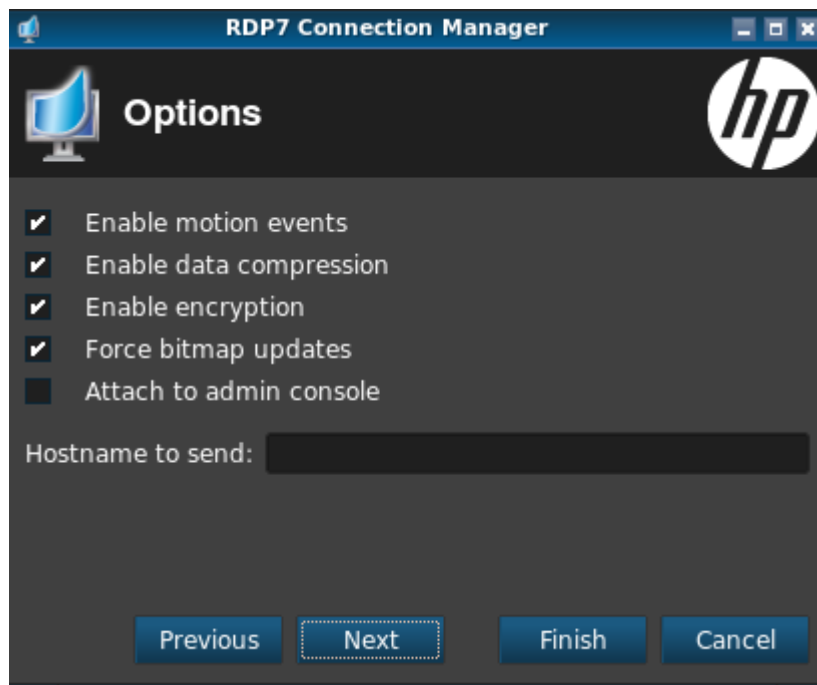 RDP7 Connection Manager
Options
hp
Enable motion events
Enable data compression
Enable encryption
Force bitmap updates
Attach to admin console
Hostname to send:
Previous Next Finish Cancel